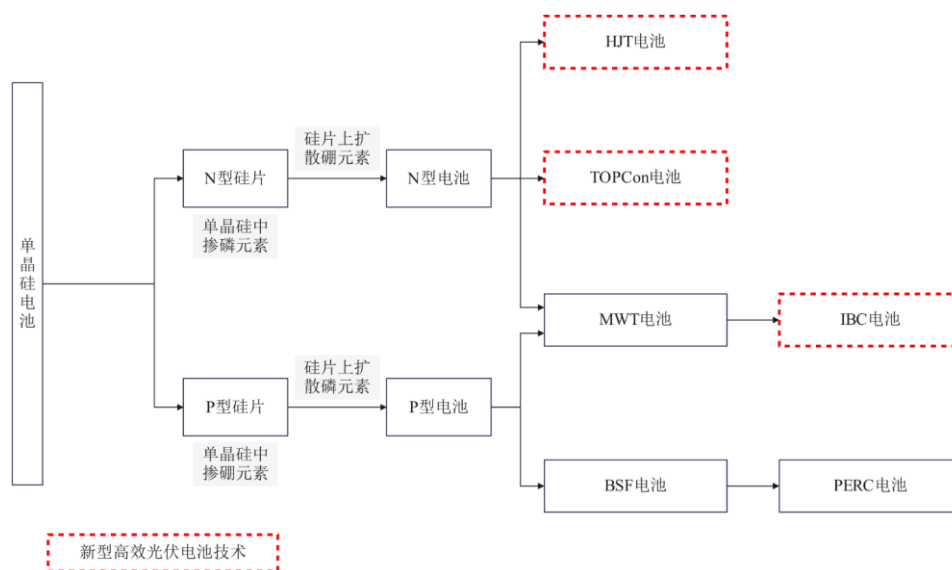 HJT电池
硅片上扩
散硼元素
N型硅片
N型电池
TOPCon电池
单晶硅中
掺磷元素
单
晶
硅
电
池
MWT电池
IBC电池
硅片上扩
散磷元素
P型硅片
P型电池
单晶硅中
掺硼元素
BSF电池
PERC电池
新型高效光伏电池技术